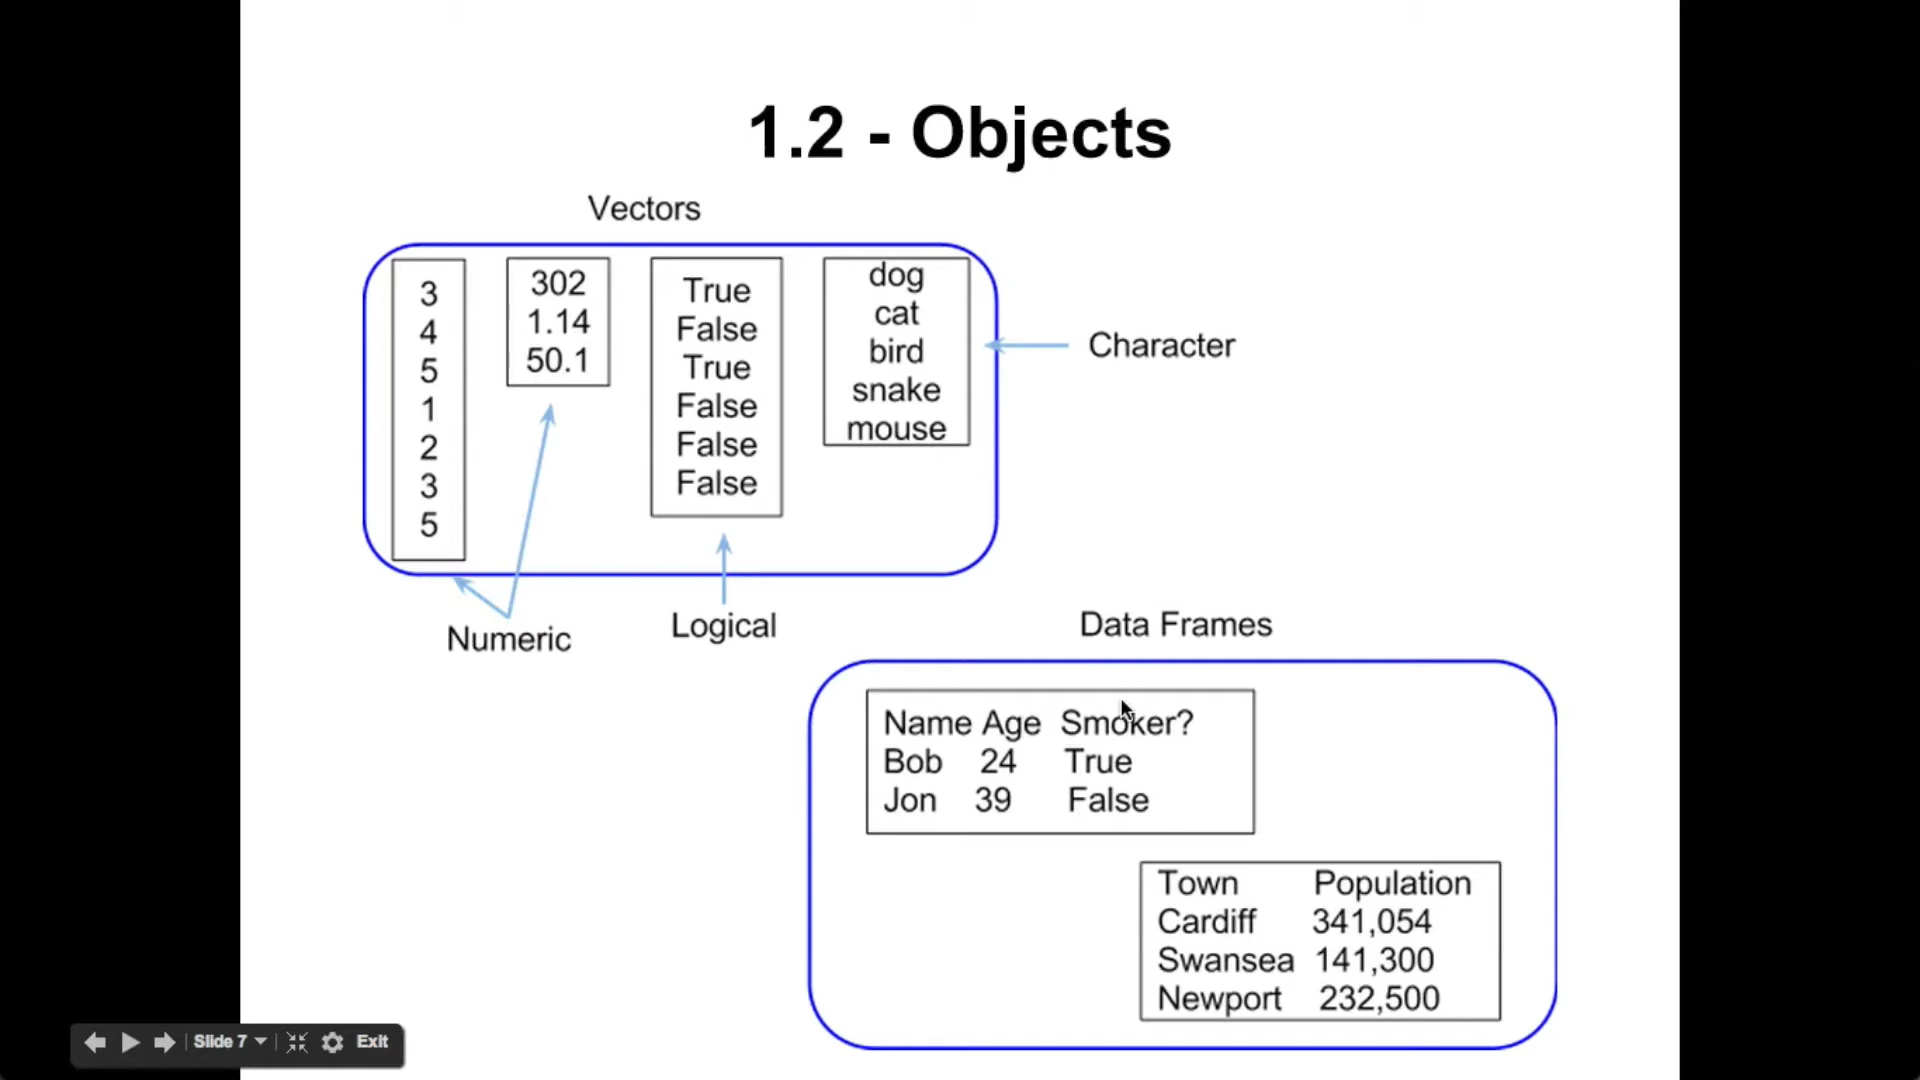 1.2 - Objects
Vectors
3
4
5
1
2
3
5
302
1.14
50.1
True
False
True
False
False
False
dog
cat
bird
snake
mouse
Character
Numeric
Logical
Data Frames
Name Age Smoker?
Bob 24 True
Jon 39 False
Town Population
Cardiff 341,054
Swansea 141,300
Newport 232,500
Slide 7 Exit